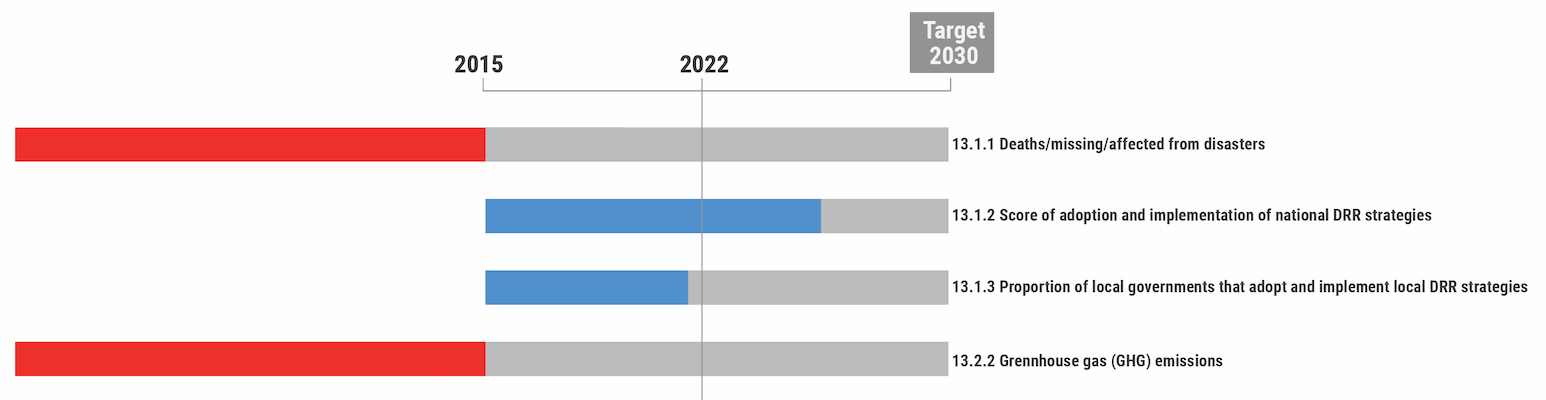 Target
2030
2015
2022
13.1.1 Deaths/missing/affected from disasters
13.1.2 Score of adoption and implementation of national DRR strategies
13.1.3 Proportion of local governments that adopt and implement local DRR strategies
13.2.2 Grennhouse gas (GHG) emissions